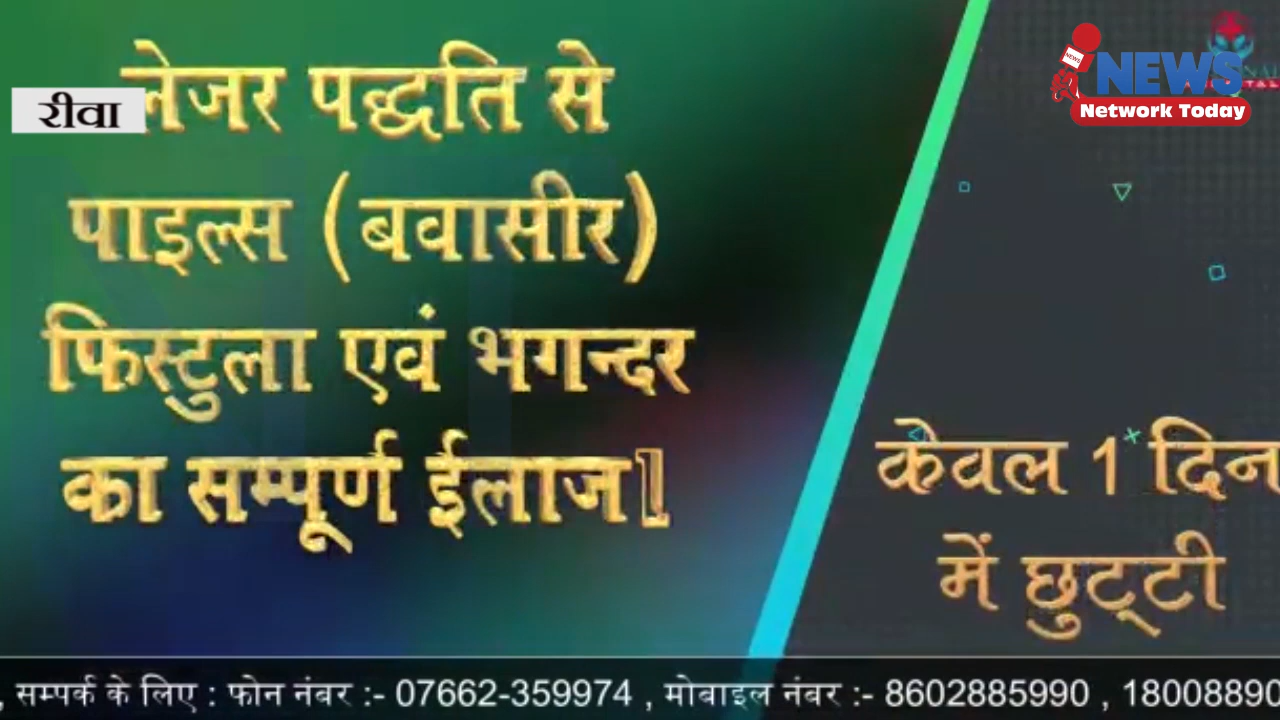 लेजर पद्धति से
पाइल्स (बवासीर)
फिस्टुला एवं भगन्दर
का सम्पूर्ण ईलाज
रीवा
NEWS
NEWS
Network Today
केवल 1 दिन
में छुट्टी
, सम्पर्क के लिए : फोन नंबर :- 07662-359974 , मोबाइल नंबर :- 8602885990 , 18008890